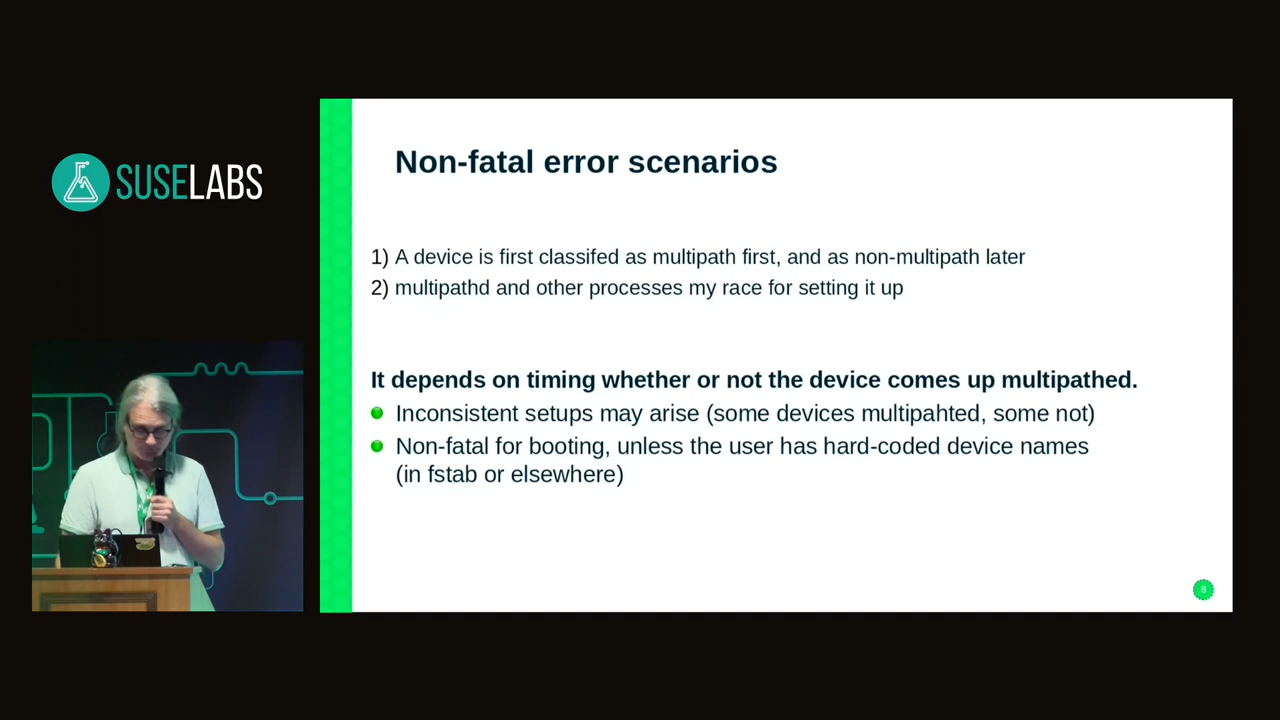 SUSELABS
Non-fatal error scenarios
1) A device is first classifed as multipath first, and as non-multipath later
2) multipathd and other processes my race for setting it up
It depends on timing whether or not the device comes up multipathed.
Inconsistent setups may arise (some devices multipahted, some not)
Non-fatal for booting, unless the user has hard-coded device names
(in fstab or elsewhere)
8